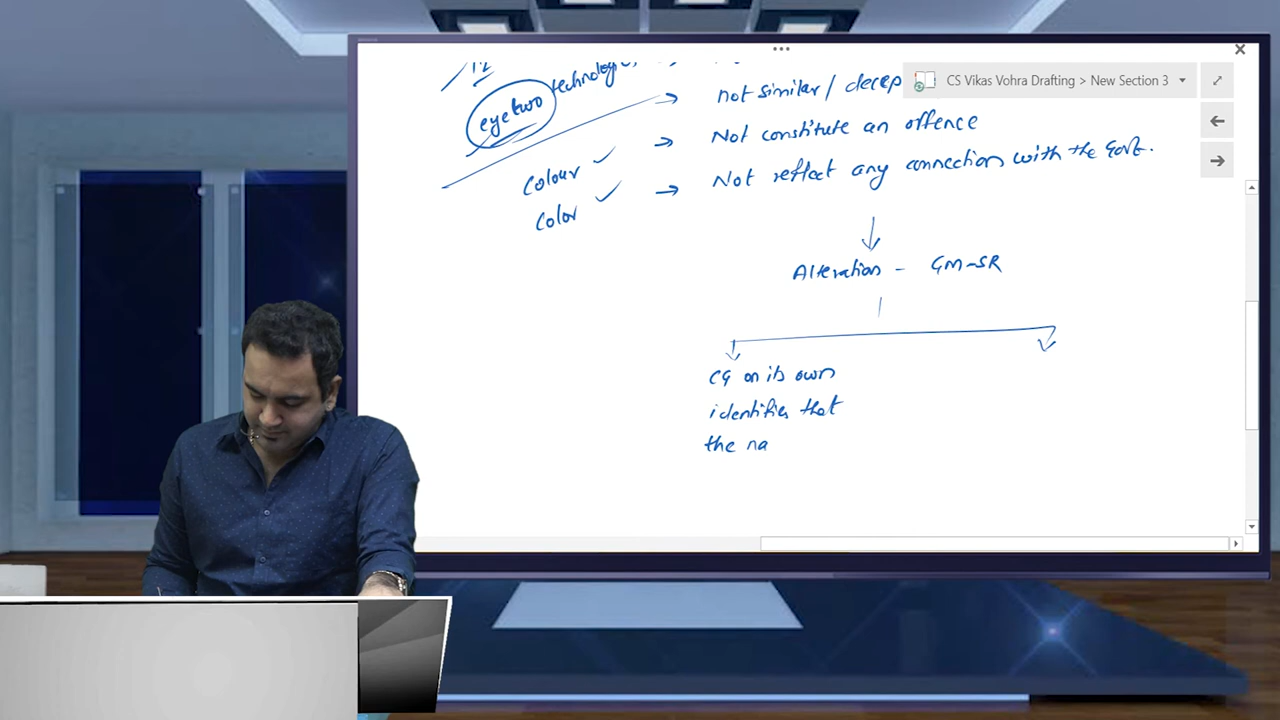 CS Vikas Vohra Drafting > New Section 3
eyetwo technologi
not similar / decep
→ Not constitute an offence
Colour ✓
→ Not reflect any connection with the Govt.
Color ✓
Alteration - GM-SR
CG on its own
identifies that
the na